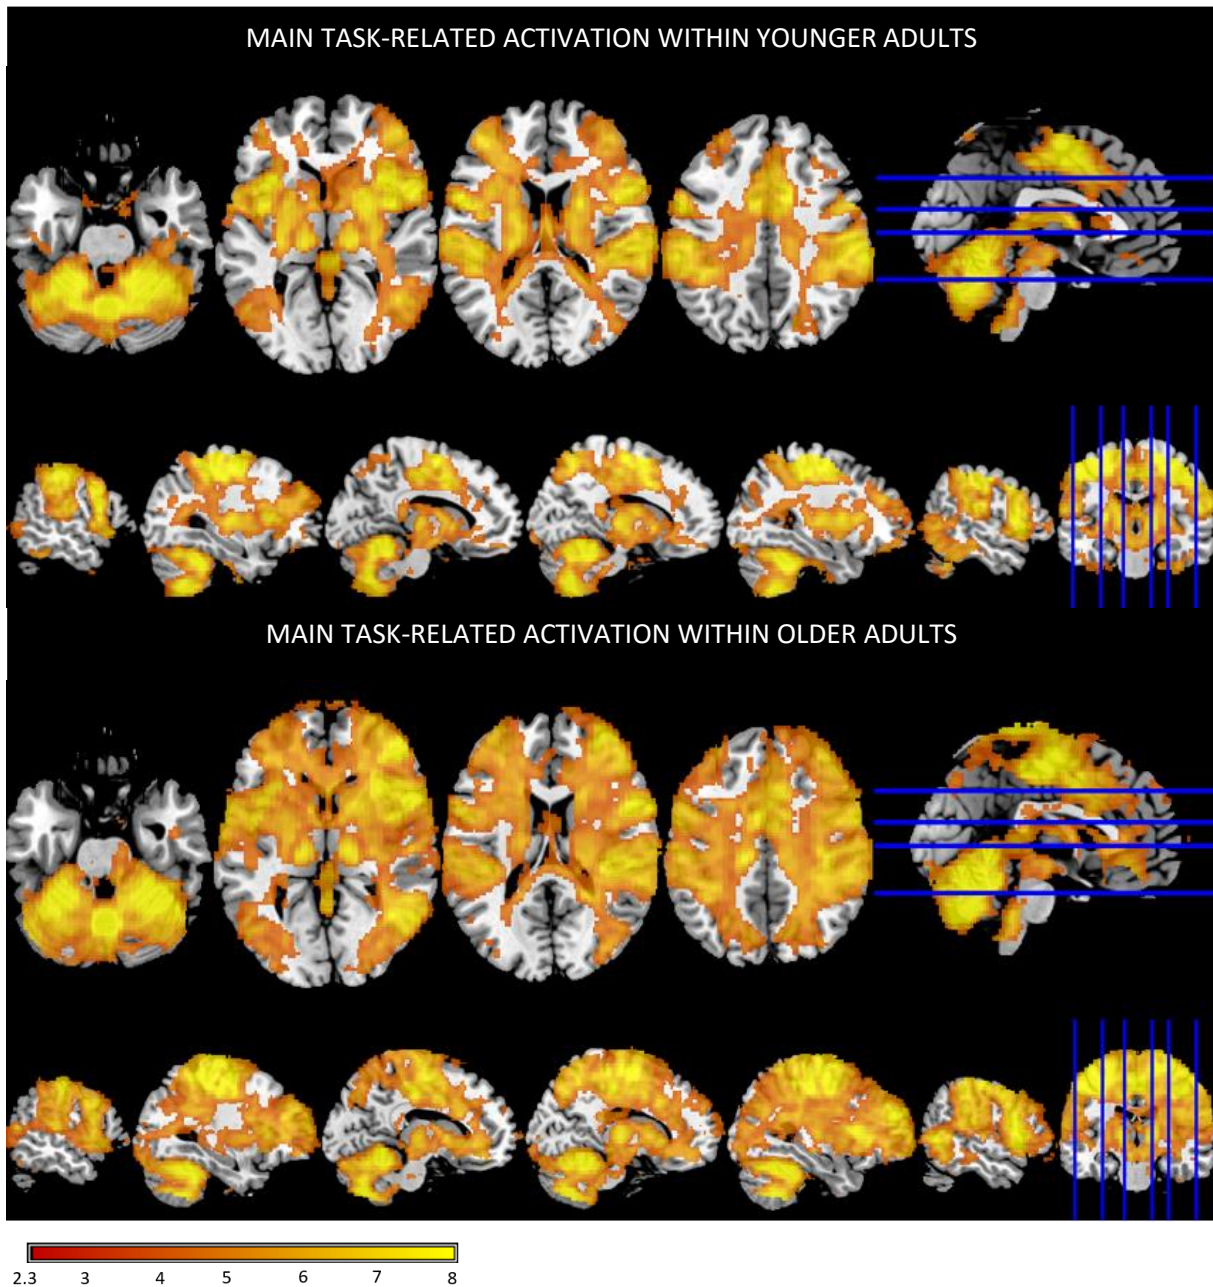 MAIN TASK-RELATED ACTIVATION WITHIN YOUNGER ADULTS
MAIN TASK-RELATED ACTIVATION WITHIN OLDER ADULTS
2.3 3 4 5 6 7 8